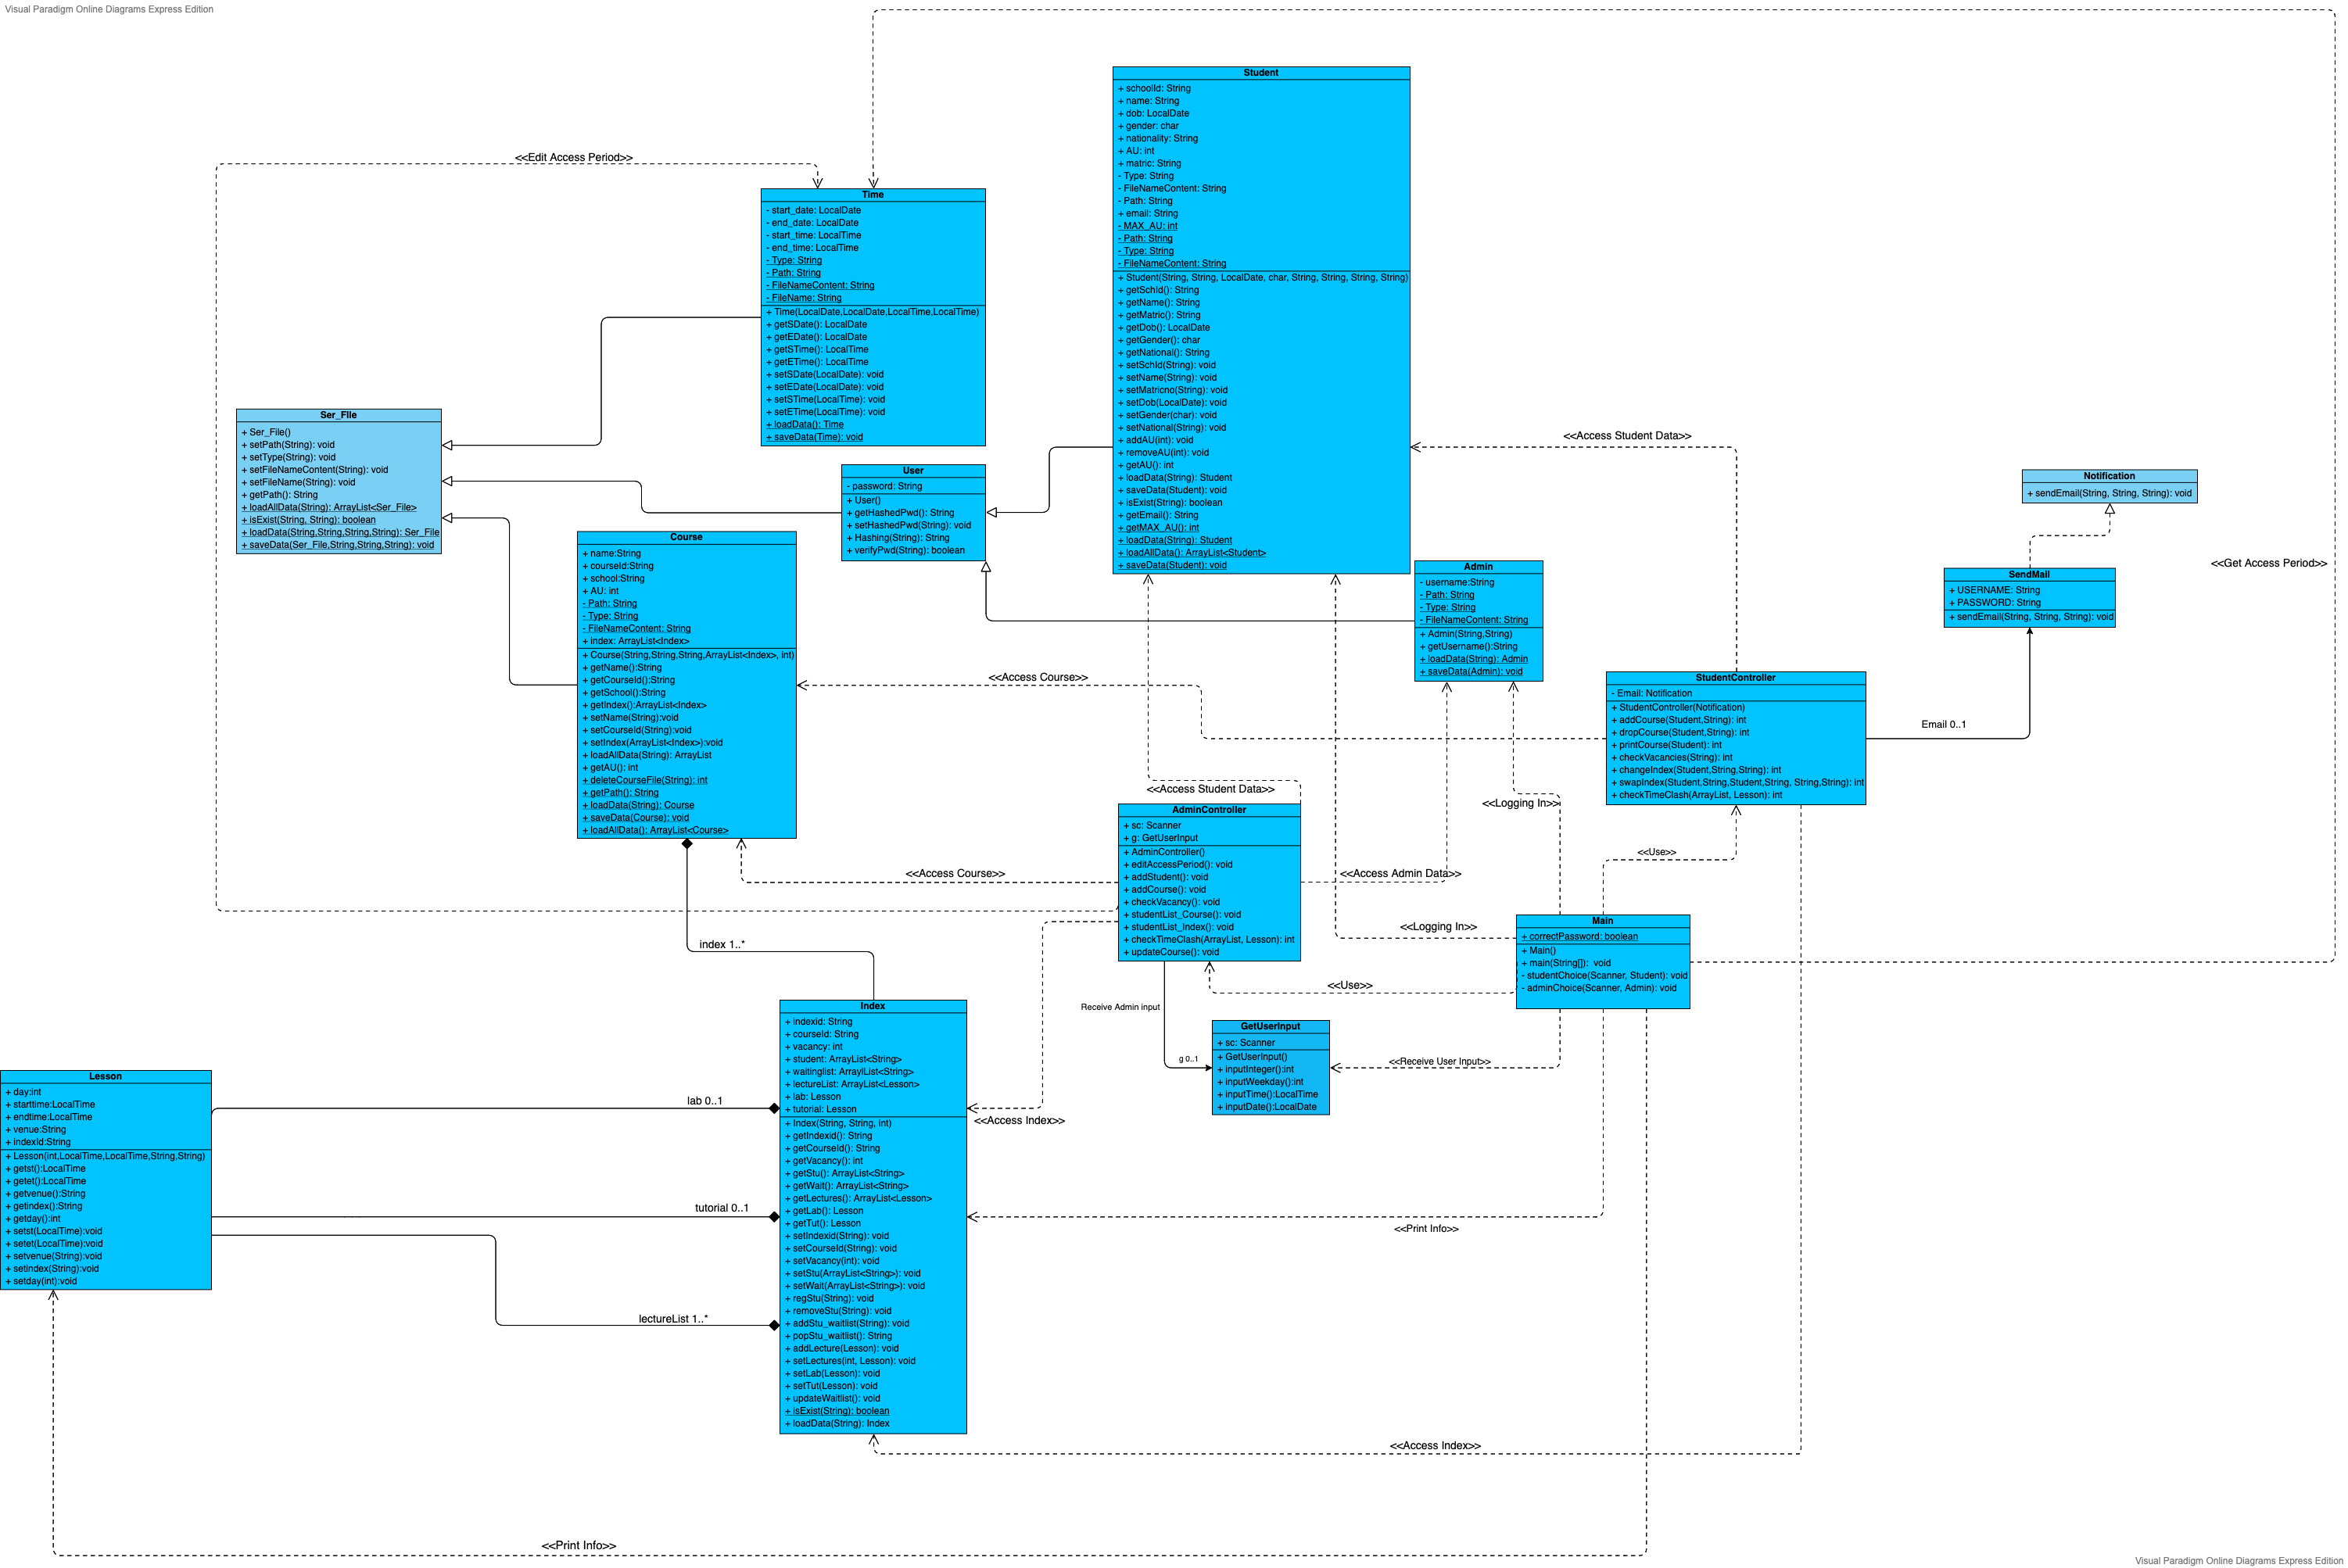 Visual Paradigm Online Diagrams Express Edition
Student
+ schoolId: String
+ name: String
+ dob: LocalDate
+ gender: char
+ nationality: String
+ AU: int
+ matric: String
- Type: String
- FileNameContent: String
- Path: String
+ email: String
- MAX_AU: int
- Path: String
- Type: String
- FileNameContent: String
+ Student(String, String, LocalDate, char, String, String, String, String)
+ getSchId(): String
+ getName(): String
+ getMatric(): String
+ getDob(): LocalDate
+ getGender(): char
+ getNational(): String
+ setSchId(String): void
+ setName(String): void
+ setMatricno(String): void
+ setDob(LocalDate): void
+ setGender(char): void
+ setNational(String): void
+ addAU(int): void
+ removeAU(int): void
+ getAU(): int
+ loadData(String): Student
+ saveData(Student): void
+ isExist(String): boolean
+ getEmail(): String
+ getMAX_AU(): int
+ loadData(String): Student
+ loadAllData(): ArrayList<Student>
+ saveData(Student): void
<<Edit Access Period>>
Time
- start_date: LocalDate
- end_date: LocalDate
- start_time: LocalTime
- end_time: LocalTime
- Type: String
- Path: String
- FileNameContent: String
- FileName: String
+ Time(LocalDate,LocalDate,LocalTime,LocalTime)
+ getSDate(): LocalDate
+ getEDate(): LocalDate
+ getSTime(): LocalTime
+ getETime(): LocalTime
+ setSDate(LocalDate): void
+ setEDate(LocalDate): void
+ setSTime(LocalTime): void
+ setETime(LocalTime): void
+ loadData(): Time
+ saveData(Time): void
Ser_FIle
+ Ser_File()
+ setPath(String): void
+ setType(String): void
+ setFileNameContent(String): void
+ setFileName(String): void
+ getPath(): String
+ loadAllData(String): ArrayList<Ser_File>
+ isExist(String, String): boolean
+ loadData(String,String,String,String): Ser_File
+ saveData(Ser_File,String,String,String): void
User
- password: String
+ User()
+ getHashedPwd(): String
+ setHashedPwd(String): void
+ Hashing(String): String
+ verifyPwd(String): boolean
<<Access Student Data>>
Notification
+ sendEmail(String, String, String): void
Course
+ name:String
+ courseId:String
+ school:String
+ AU: int
- Path: String
- Type: String
- FileNameContent: String
+ index: ArrayList<Index>
+ Course(String,String,String,ArrayList<Index>, int)
+ getName():String
+ getCourseId():String
+ getSchool():String
+ getIndex():ArrayList<Index>
+ setName(String):void
+ setCourseId(String):void
+ setIndex(ArrayList<Index>):void
+ loadAllData(String): ArrayList
+ getAU(): int
+ deleteCourseFile(String): int
+ getPath(): String
+ loadData(String): Course
+ saveData(Course): void
+ loadAllData(): ArrayList<Course>
Admin
- username:String
- Path: String
- Type: String
- FileNameContent: String
+ Admin(String,String)
+ getUsername():String
+ loadData(String): Admin
+ saveData(Admin): void
<<Get Access Period>>
SendMail
+ USERNAME: String
+ PASSWORD: String
+ sendEmail(String, String, String): void
<<Access Course>>
StudentController
- Email: Notification
+ StudentController(Notification)
+ addCourse(Student,String): int
+ dropCourse(Student,String): int
+ printCourse(Student): int
+ checkVacancies(String): int
+ changeIndex(Student,String,String): int
+ swapIndex(Student,String,Student,String, String,String): int
+ checkTimeClash(ArrayList, Lesson): int
Email 0..1
<<Access Student Data>>
<<Logging In>>
AdminController
+ sc: Scanner
+ g: GetUserInput
+ AdminController()
+ editAccessPeriod(): void
+ addStudent(): void
+ addCourse(): void
+ checkVacancy(): void
+ studentList_Course(): void
+ studentList_Index(): void
+ checkTimeClash(ArrayList, Lesson): int
+ updateCourse(): void
<<Use>>
<<Access Course>>
<<Access Admin Data>>
Main
+ correctPassword: boolean
+ Main()
+ main(String[]):  void
- studentChoice(Scanner, Student): void
- adminChoice(Scanner, Admin): void
<<Logging In>>
index 1..*
<<Use>>
Receive Admin input
Index
+ indexid: String
+ courseId: String
+ vacancy: int
+ student: ArrayList<String>
+ waitinglist: ArraylList<String>
+ lectureList: ArrayList<Lesson>
+ lab: Lesson
+ tutorial: Lesson
+ Index(String, String, int)
+ getIndexid(): String
+ getCourseId(): String
+ getVacancy(): int
+ getStu(): ArrayList<String>
+ getWait(): ArrayList<String>
+ getLectures(): ArrayList<Lesson>
+ getLab(): Lesson
+ getTut(): Lesson
+ setIndexid(String): void
+ setCourseId(String): void
+ setVacancy(int): void
+ setStu(ArrayList<String>): void
+ setWait(ArrayList<String>): void
+ regStu(String): void
+ removeStu(String): void
+ addStu_waitlist(String): void
+ popStu_waitlist(): String
+ addLecture(Lesson): void
+ setLectures(int, Lesson): void
+ setLab(Lesson): void
+ setTut(Lesson): void
+ updateWaitlist(): void
+ isExist(String): boolean
+ loadData(String): Index
GetUserInput
+ sc: Scanner
+ GetUserInput()
+ inputInteger():int
+ inputWeekday():int
+ inputTime():LocalTime
+ inputDate():LocalDate
g 0..1
<<Receive User Input>>
Lesson
+ day:int
+ starttime:LocalTime
+ endtime:LocalTime
+ venue:String
+ indexId:String
+ Lesson(int,LocalTime,LocalTime,String,String)
+ getst():LocalTime
+ getet():LocalTime
+ getvenue():String
+ getindex():String
+ getday():int
+ setst(LocalTime):void
+ setet(LocalTime):void
+ setvenue(String):void
+ setindex(String):void
+ setday(int):void
lab 0..1
<<Access Index>>
tutorial 0..1
<<Print Info>>
lectureList 1..*
<<Access Index>>
<<Print Info>>
Visual Paradigm Online Diagrams Express Edition